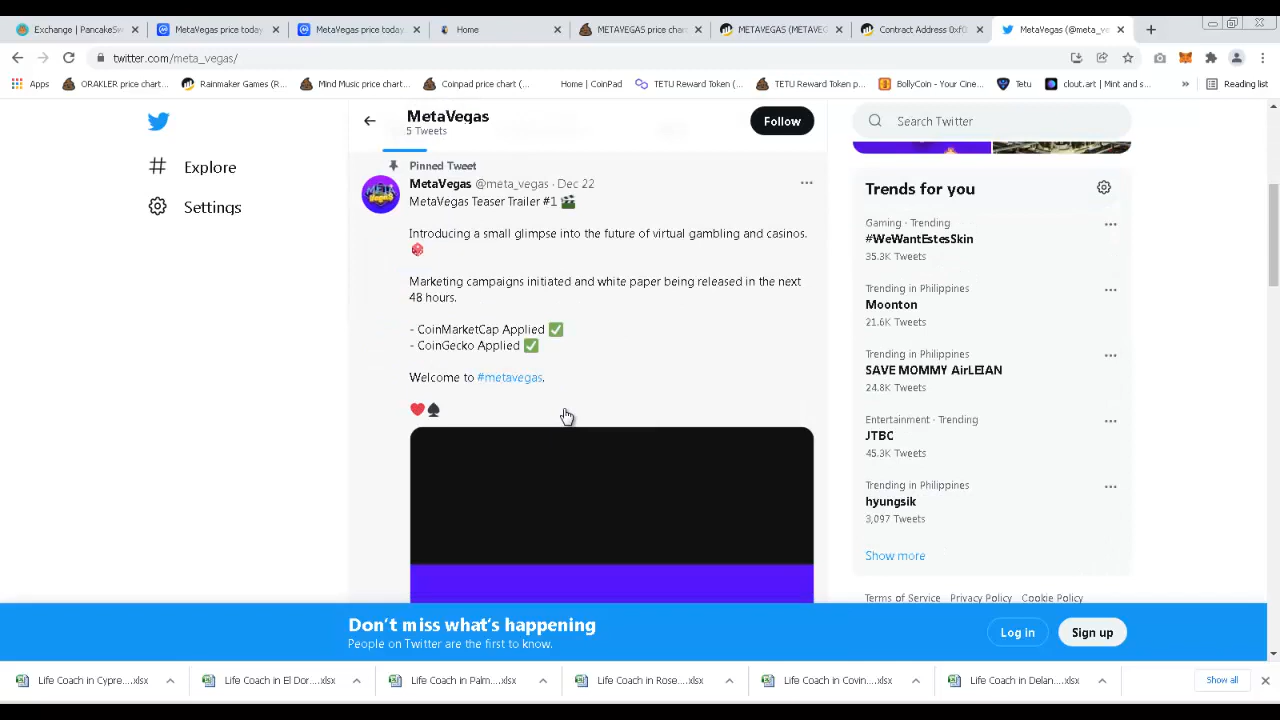 Exchange | PancakeSw
MetaVegas price today
MetaVegas price today
Home
METAVEGAS price char
METAVEGAS (METAVEG
Contract Address 0xf0
MetaVegas (@meta_ve
twitter.com/meta_vegas/
Apps
ORAKLER price chart...
Rainmaker Games (R...
Mind Music price chart...
Coinpad price chart (...
Home | CoinPad
TETU Reward Token (...
TETU Reward Token p...
BollyCoin - Your Cine...
Tetu
clout.art | Mint and s...
Reading list
Explore
Settings
MetaVegas
5 Tweets
Follow
Pinned Tweet
MetaVegas @meta_vegas · Dec 22
MetaVegas Teaser Trailer #1 🎬
Introducing a small glimpse into the future of virtual gambling and casinos.
Marketing campaigns initiated and white paper being released in the next
48 hours.
- CoinMarketCap Applied ✅
- CoinGecko Applied ✅
Welcome to #metavegas.
♥️♠️
Search Twitter
Trends for you
Gaming · Trending
#WeWantEstesSkin
35.3K Tweets
Trending in Philippines
Moonton
21.6K Tweets
Trending in Philippines
SAVE MOMMY AirLEIAN
24.8K Tweets
Entertainment · Trending
JTBC
45.3K Tweets
Trending in Philippines
hyungsik
3,097 Tweets
Show more
Terms of Service Privacy Policy Cookie Policy
Don't miss what's happening
People on Twitter are the first to know.
Log in
Sign up
Life Coach in Cypre....xlsx
Life Coach in El Dor....xlsx
Life Coach in Palm....xlsx
Life Coach in Rose....xlsx
Life Coach in Covin....xlsx
Life Coach in Delan....xlsx
Show all